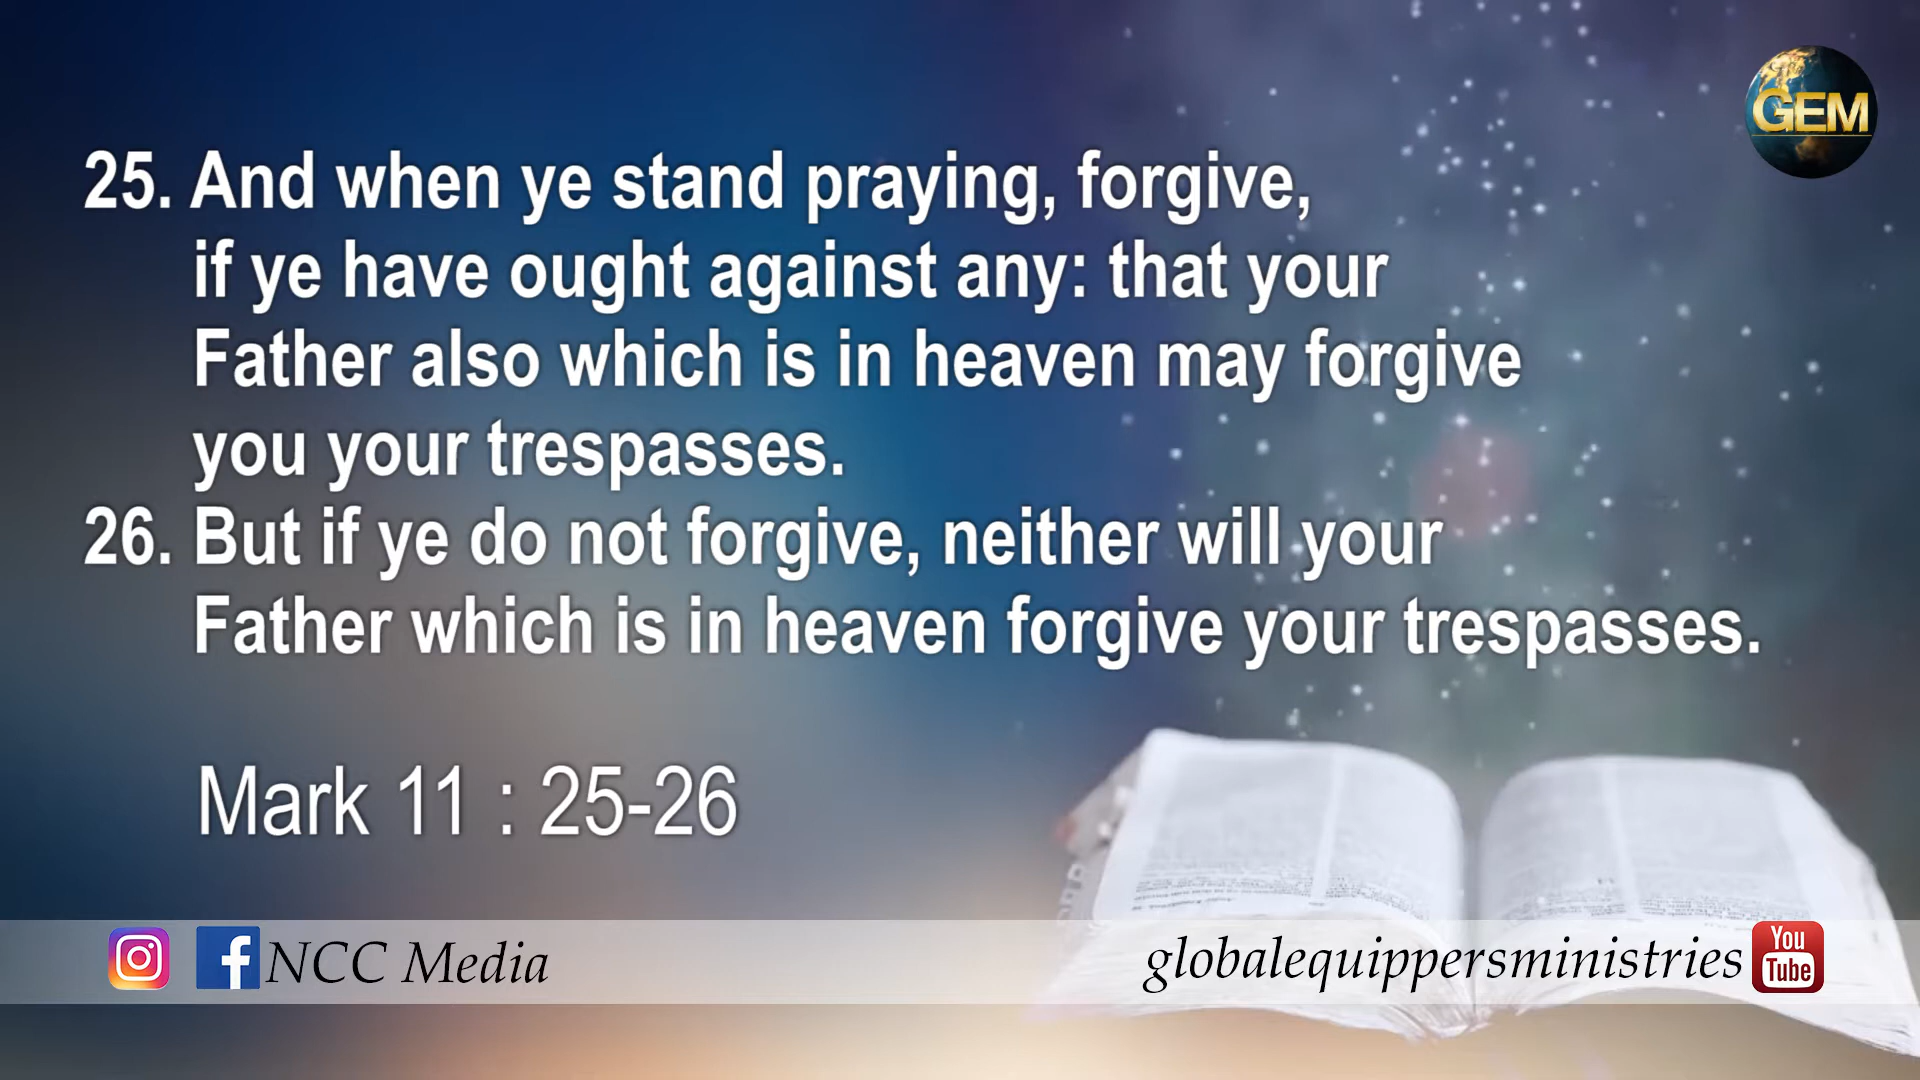 GEM
25. And when ye stand praying, forgive,
if ye have ought against any: that your
Father also which is in heaven may forgive
you your trespasses.
26. But if ye do not forgive, neither will your
Father which is in heaven forgive your trespasses.
Mark 11 : 25-26
NCC Media
globalequippersministries
You
Tube